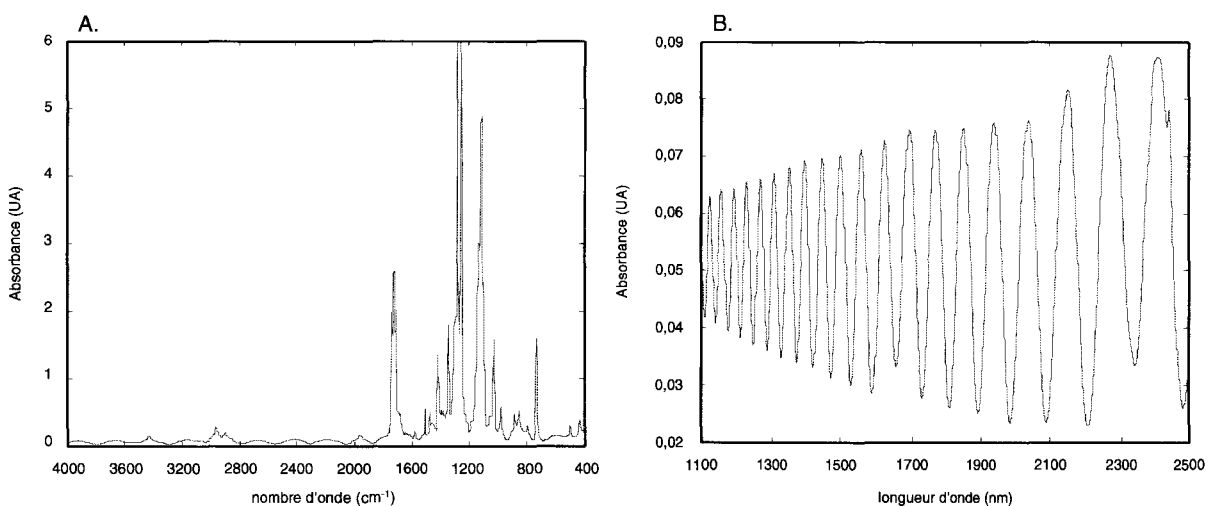 A.
6
5
4
3
2
1
0
Absorbance (UA)
4000 3600 2800 2000 1600 1200 800 400
nombre d'onde (cm⁻¹)
B.
0,09
0,08
0,07
0,06
0,05
0,04
0,03
0,02
Absorbance (UA)
1100 1300 1500 1700 1900 2100 2300 2500
longueur d'onde (nm)